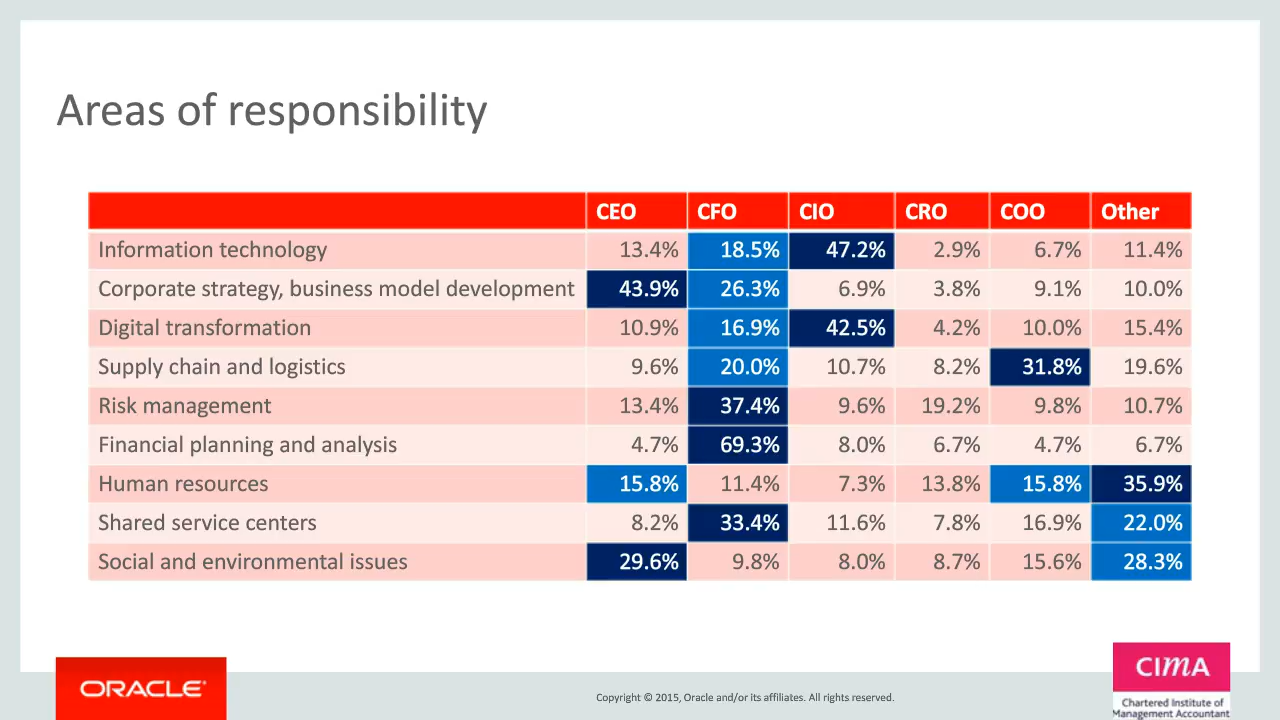 Areas of responsibility
CEO CFO CIO CRO COO Other
Information technology 13.4% 18.5% 47.2% 2.9% 6.7% 11.4%
Corporate strategy, business model development 43.9% 26.3% 6.9% 3.8% 9.1% 10.0%
Digital transformation 10.9% 16.9% 42.5% 4.2% 10.0% 15.4%
Supply chain and logistics 9.6% 20.0% 10.7% 8.2% 31.8% 19.6%
Risk management 13.4% 37.4% 9.6% 19.2% 9.8% 10.7%
Financial planning and analysis 4.7% 69.3% 8.0% 6.7% 4.7% 6.7%
Human resources 15.8% 11.4% 7.3% 13.8% 15.8% 35.9%
Shared service centers 8.2% 33.4% 11.6% 7.8% 16.9% 22.0%
Social and environmental issues 29.6% 9.8% 8.0% 8.7% 15.6% 28.3%
ORACLE®
Copyright © 2015, Oracle and/or its affiliates. All rights reserved.
CIMA
Chartered Institute of
Management Accountant